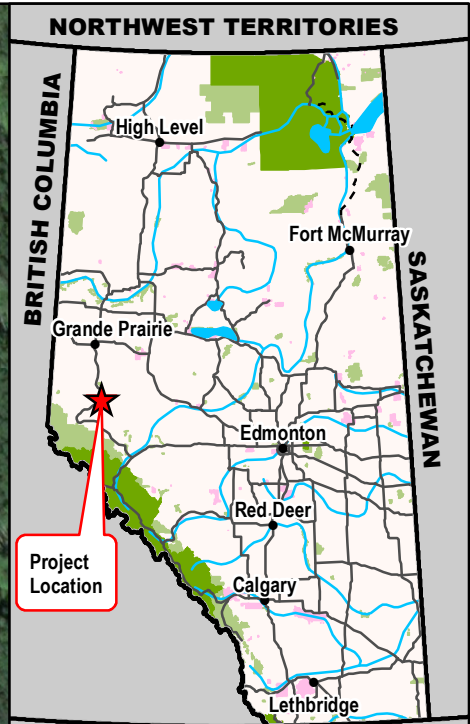 NORTHWEST TERRITORIES
BRITISH COLUMBIA
High Level
Fort McMurray
SASKATCHEWAN
Grande Prairie
Edmonton
Red Deer
Project
Location
Calgary
Lethbridge